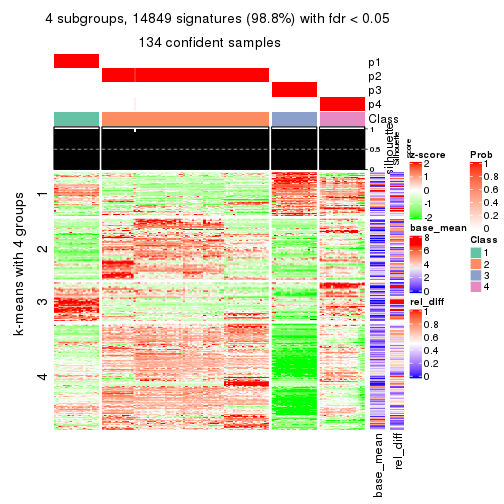 4 subgroups, 14849 signatures (98.8%) with fdr < 0.05
134 confident samples
p1
p2
p3
p4
Class
1
0.5
0
silhouette
Silhouette
score
k-means with 4 groups
1
2
3
4
base_mean
rel_diff
z-score
2
1
0
-1
-2
base_mean
8
6
4
2
0
rel_diff
1
0.8
0.6
0.4
0.2
0
Prob
1
0.8
0.6
0.4
0.2
0
Class
1
2
3
4